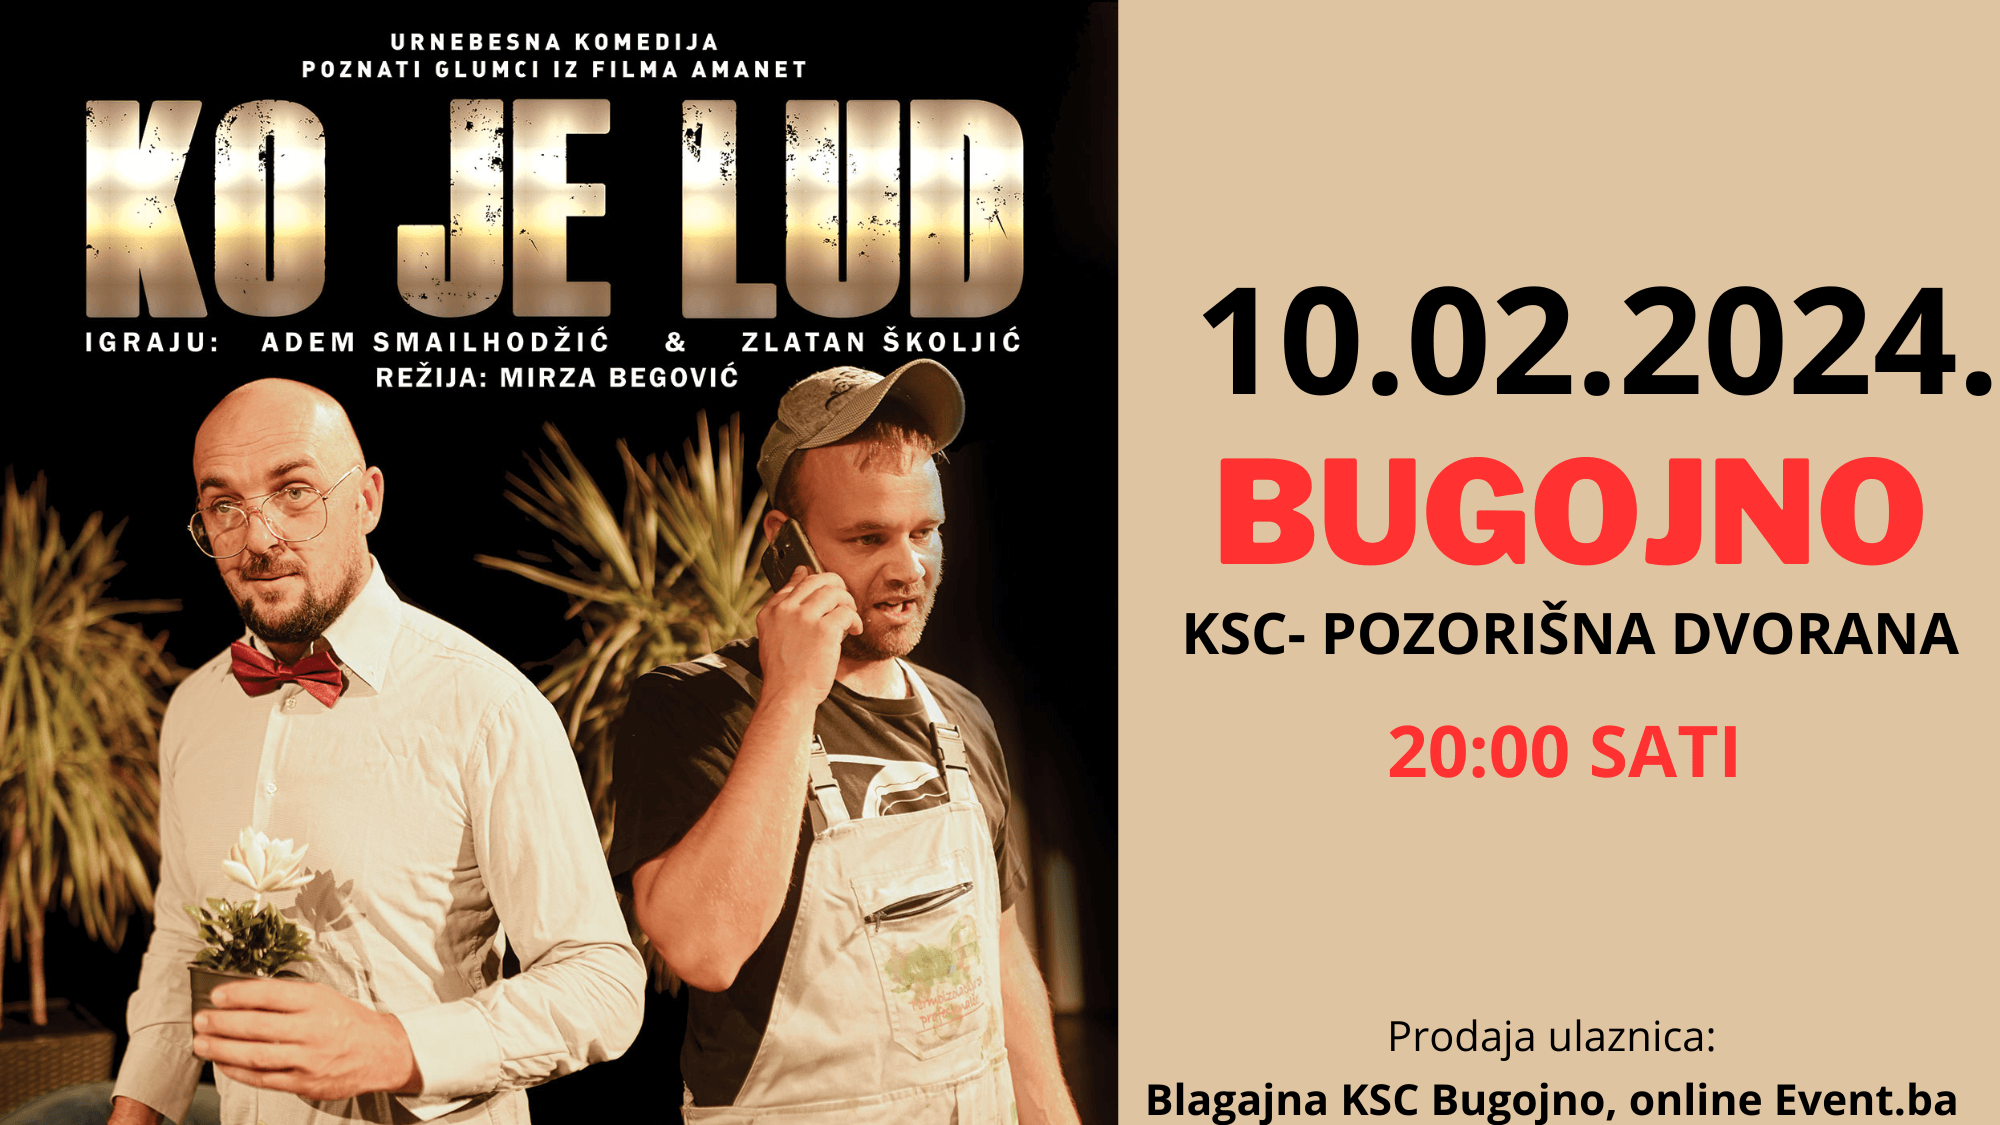 URNEBESNA KOMEDIJA
POZNATI GLUMCI IZ FILMA AMANET
KO JE LUD
IGRAJU: ADEM SMAILHODŽIĆ & ZLATAN ŠKOLJIĆ
REŽIJA: MIRZA BEGOVIĆ
10.02.2024.
BUGOJNO
KSC- POZORIŠNA DVORANA
20:00 SATI
Prodaja ulaznica:
Blagajna KSC Bugojno, online Event.ba